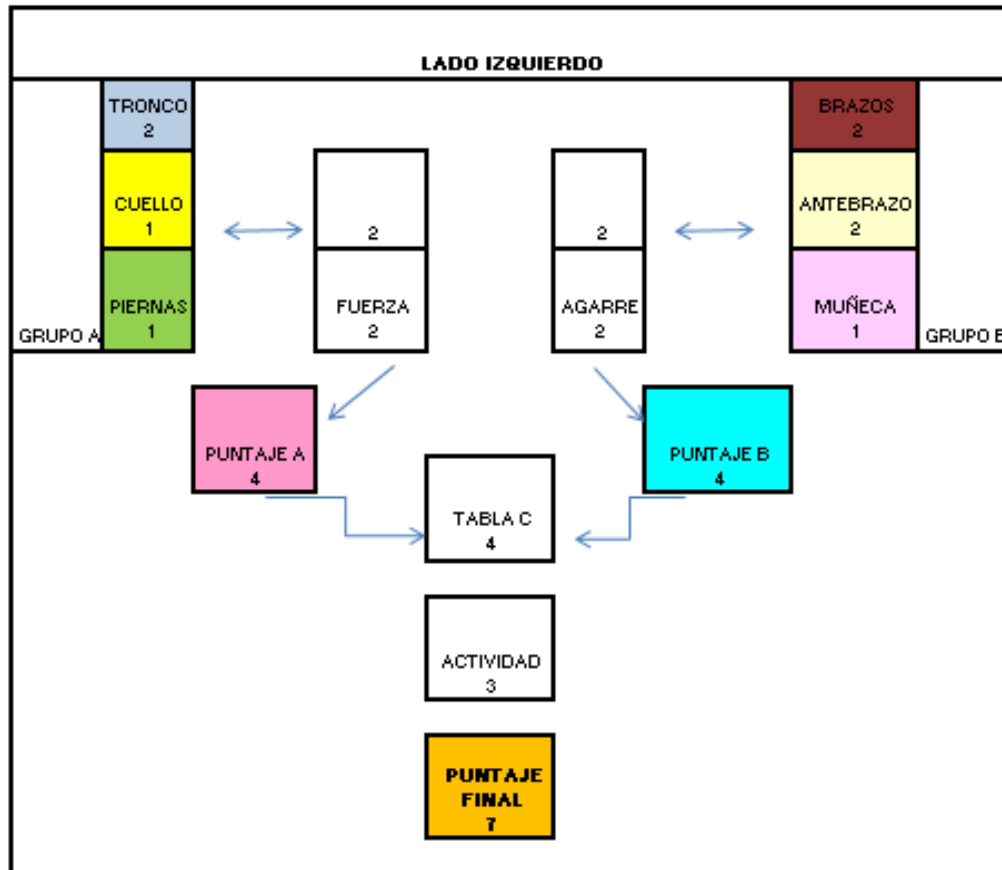 LADO IZQUIERDO
TRONCO
2
BRAZOS
2
CUELLO
1
2
2
ANTEBRAZO
2
GRUPO A
PIERNAS
1
FUERZA
2
AGARRE
2
MUÑECA
1
GRUPO B
PUNTAJE A
4
PUNTAJE B
4
TABLA C
4
ACTIVIDAD
3
PUNTAJE
FINAL
7